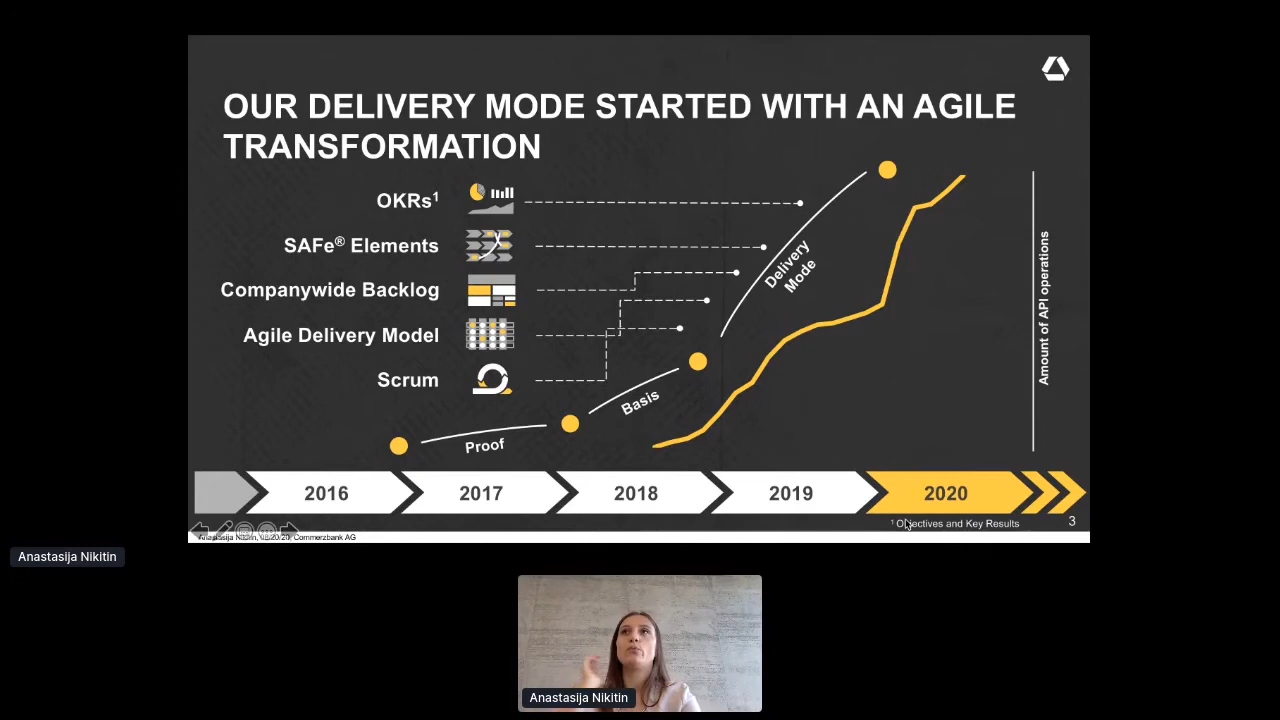 OUR DELIVERY MODE STARTED WITH AN AGILE
TRANSFORMATION
OKRs¹
SAFe® Elements
Companywide Backlog
Agile Delivery Model
Scrum
Proof
Basis
Delivery
Mode
Amount of API operations
2016
2017
2018
2019
2020
¹ Objectives and Key Results
3
Anastasija Nikitin, 08/20/20, Commerzbank AG
Anastasija Nikitin
Anastasija Nikitin